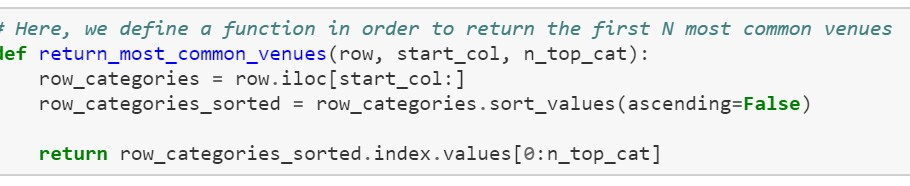 # Here, we define a function in order to return the first N most common venues
def return_most_common_venues(row, start_col, n_top_cat):
    row_categories = row.iloc[start_col:]
    row_categories_sorted = row_categories.sort_values(ascending=False)
    return row_categories_sorted.index.values[0:n_top_cat]